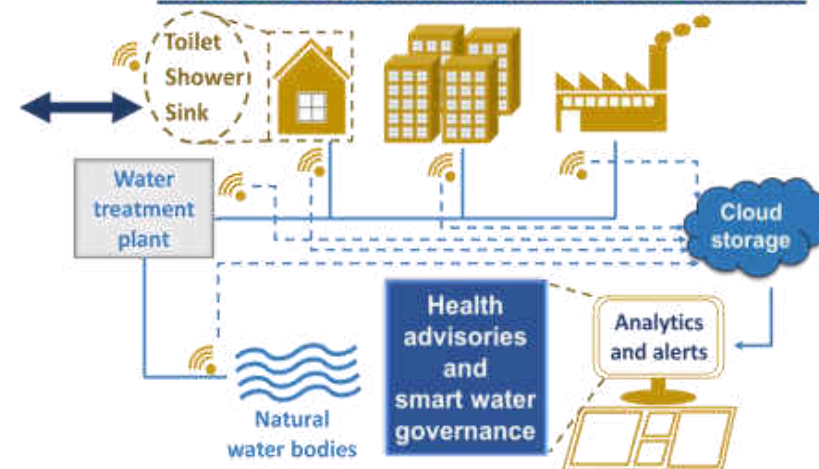 Toilet
Shower
Sink
Water
treatment
plant
Cloud
storage
Health
advisories
and
smart water
governance
Analytics
and alerts
Natural
water bodies